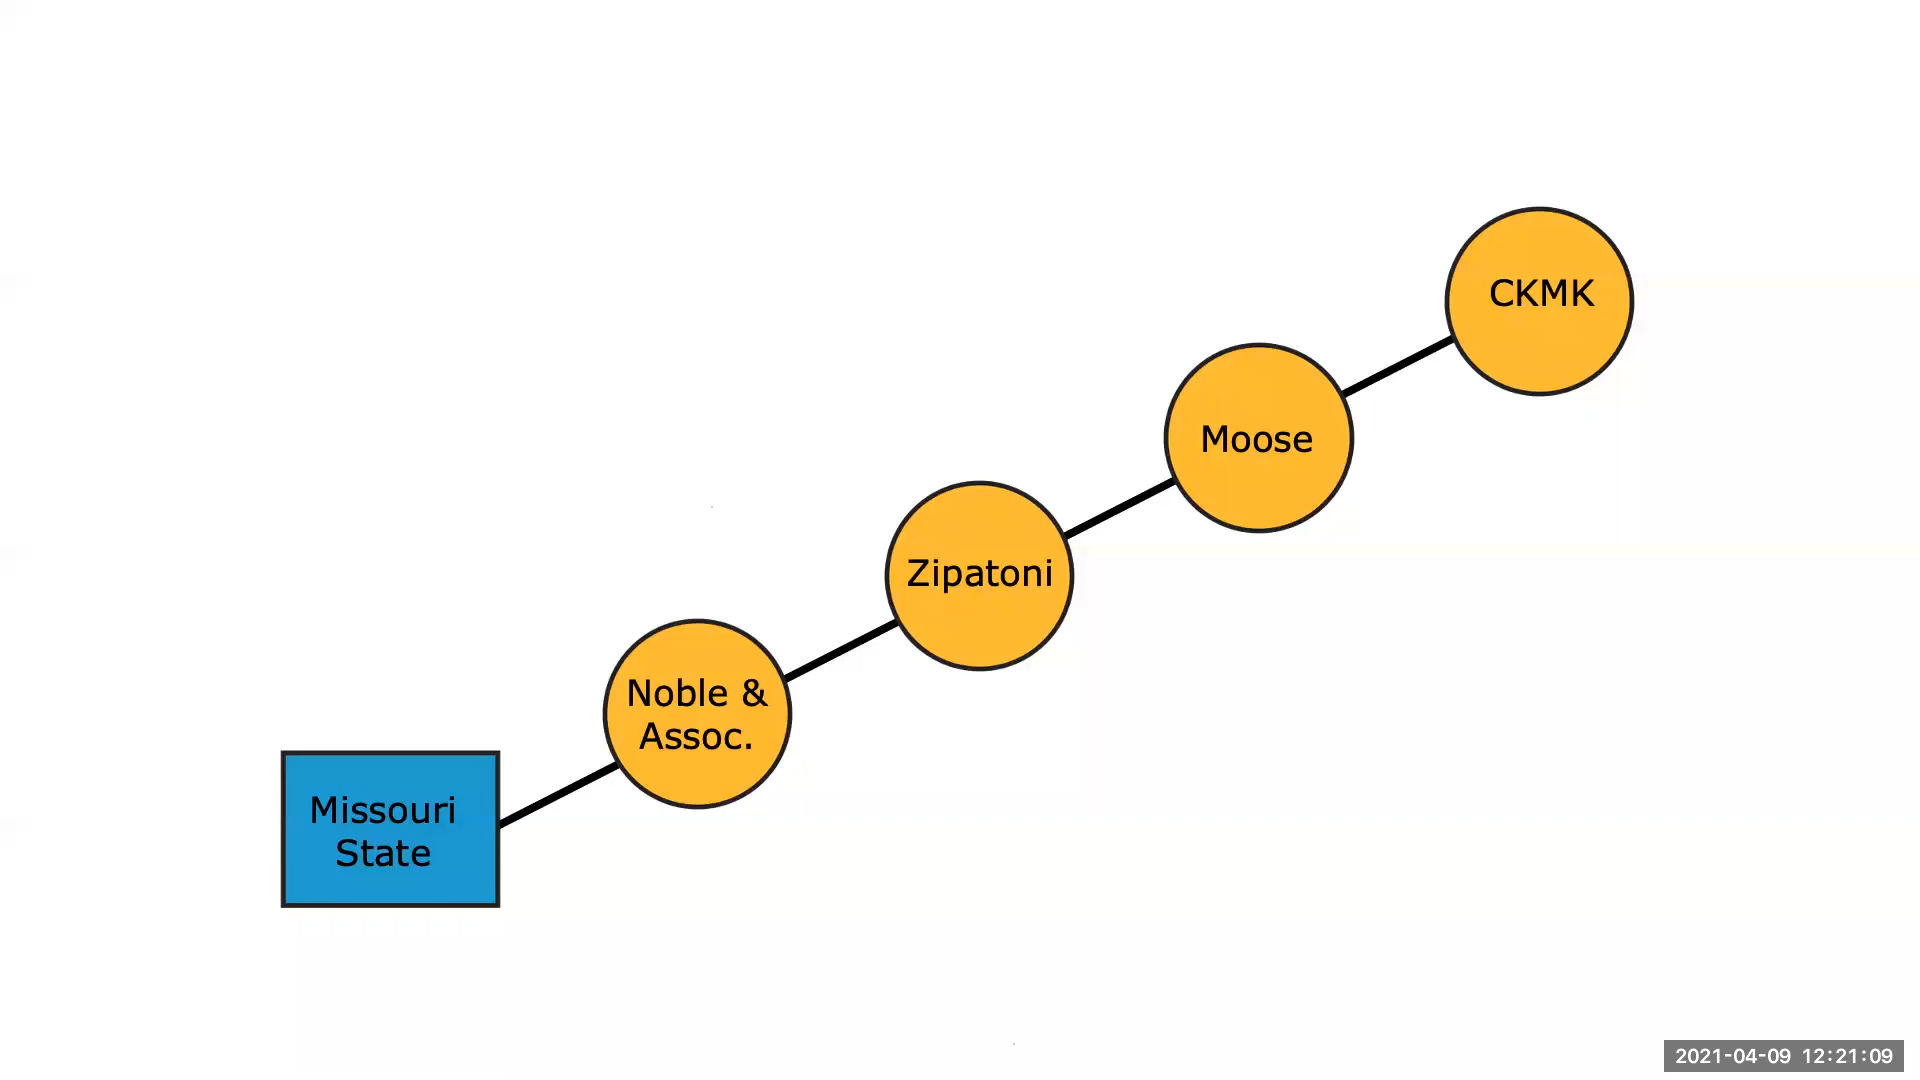 CKMK
Moose
Zipatoni
Noble &
Assoc.
Missouri
State
2021-04-09 12:21:09